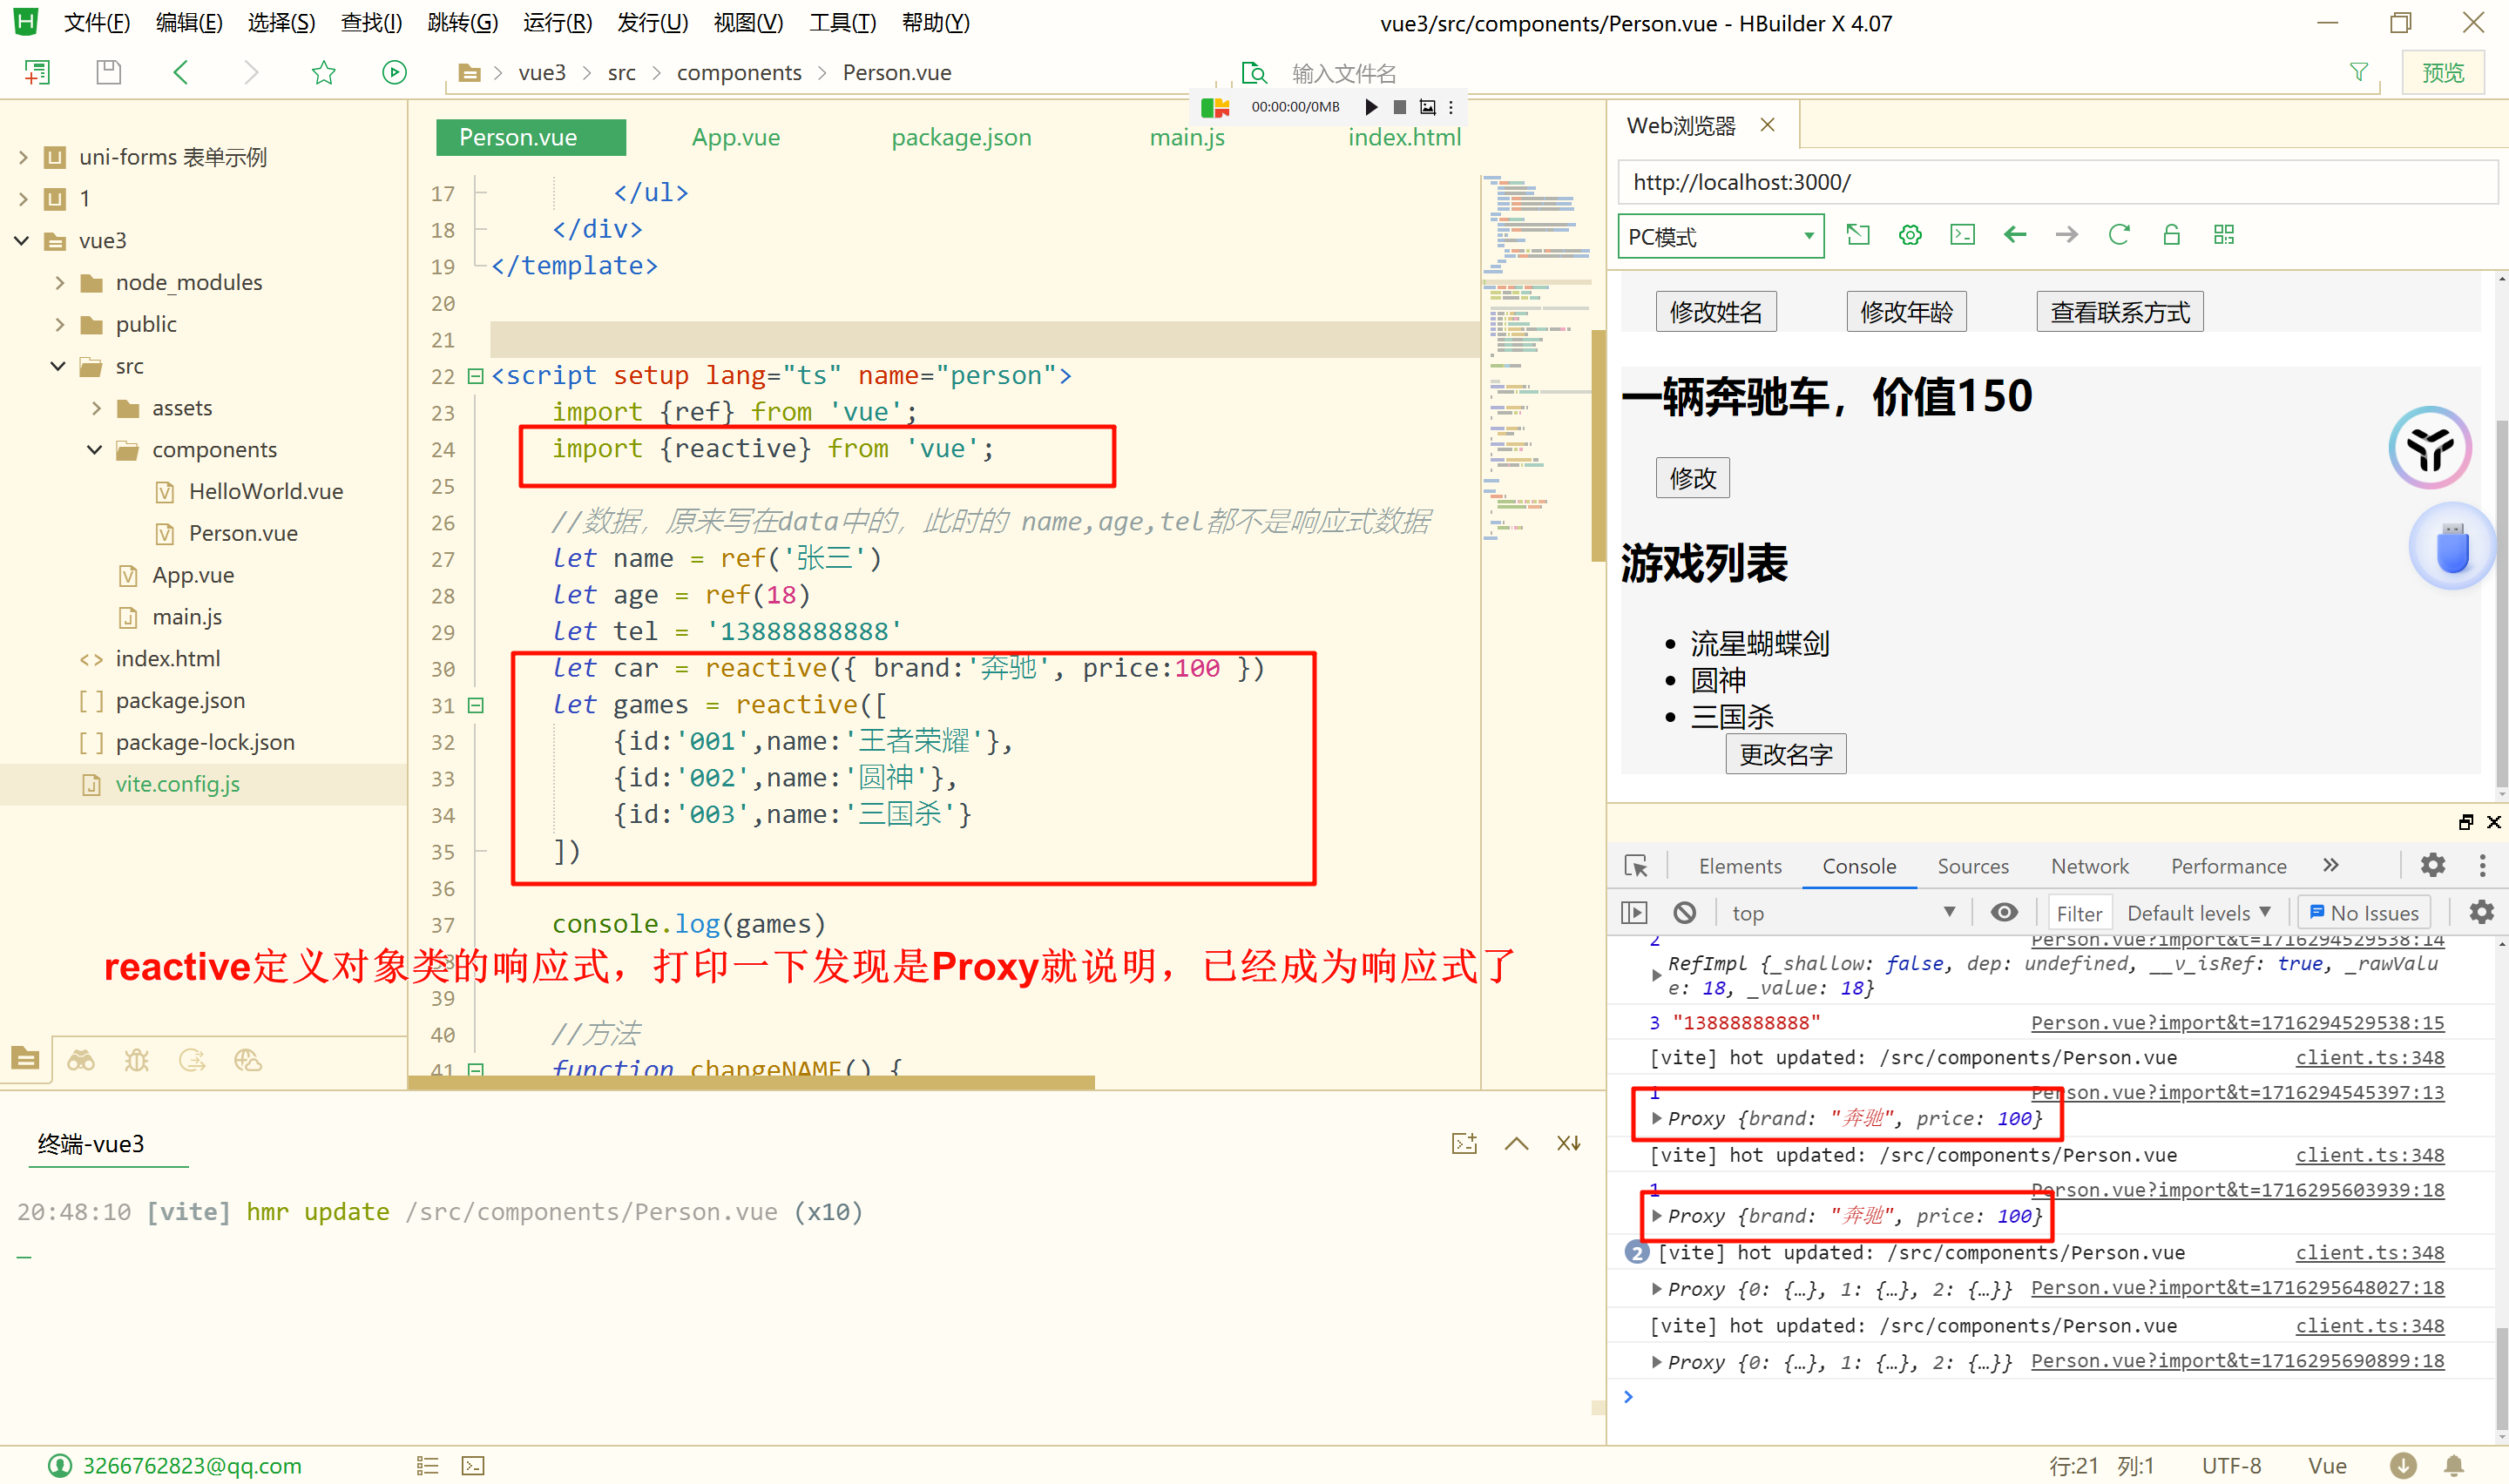 文件(F) 编辑(E) 选择(S) 查找(I) 跳转(G) 运行(R) 发行(U) 视图(V) 工具(T) 帮助(Y)
vue3/src/components/Person.vue - HBuilder X 4.07
vue3 src components Person.vue
输入文件名
预览
00:00:00/0MB
uni-forms 表单示例
1
vue3
node_modules
public
src
assets
components
HelloWorld.vue
Person.vue
App.vue
main.js
index.html
package.json
package-lock.json
vite.config.js
Person.vue App.vue package.json main.js index.html
17 </ul>
18 </div>
19 </template>
20
21
22 <script setup lang="ts" name="person">
23 import {ref} from 'vue';
24 import {reactive} from 'vue';
25
26 //数据，原来写在data中的，此时的 name,age,tel都不是响应式数据
27 let name = ref('张三')
28 let age = ref(18)
29 let tel = '13888888888'
30 let car = reactive({ brand:'奔驰', price:100 })
31 let games = reactive([
32 {id:'001',name:'王者荣耀'},
33 {id:'002',name:'圆神'},
34 {id:'003',name:'三国杀'}
35 ])
36
37 console.log(games)
38
reactive定义对象类的响应式，打印一下发现是Proxy就说明，已经成为响应式了
39
40 //方法
41 function changeNAME() {
Web浏览器
http://localhost:3000/
PC模式
修改姓名 修改年龄 查看联系方式
一辆奔驰车，价值150
修改
游戏列表
流星蝴蝶剑
圆神
三国杀
更改名字
Elements Console Sources Network Performance
top Filter Default levels No Issues
2 Person.vue?import&t=1716294529538:14
RefImpl {_shallow: false, dep: undefined, __v_isRef: true, _rawValu
e: 18, _value: 18}
3 "13888888888" Person.vue?import&t=1716294529538:15
[vite] hot updated: /src/components/Person.vue client.ts:348
1 Person.vue?import&t=1716294545397:13
Proxy {brand: "奔驰", price: 100}
[vite] hot updated: /src/components/Person.vue client.ts:348
1 Person.vue?import&t=1716295603939:18
Proxy {brand: "奔驰", price: 100}
2 [vite] hot updated: /src/components/Person.vue client.ts:348
Proxy {0: {…}, 1: {…}, 2: {…}} Person.vue?import&t=1716295648027:18
[vite] hot updated: /src/components/Person.vue client.ts:348
Proxy {0: {…}, 1: {…}, 2: {…}} Person.vue?import&t=1716295690899:18
终端-vue3
20:48:10 [vite] hmr update /src/components/Person.vue (x10)
3266762823@qq.com
行:21 列:1 UTF-8 Vue